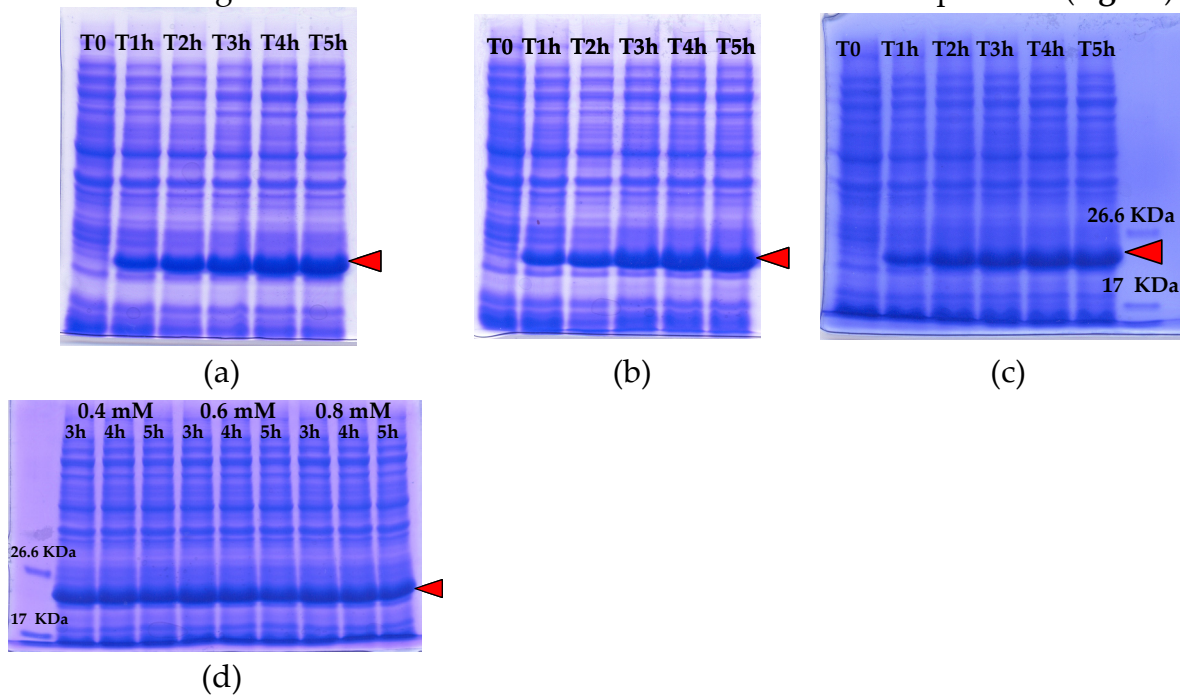 T0 T1h T2h T3h T4h T5h
T0 T1h T2h T3h T4h T5h
T0 T1h T2h T3h T4h T5h
26.6 KDa
17 KDa
(a)
(b)
(c)
0.4 mM 0.6 mM 0.8 mM
3h 4h 5h 3h 4h 5h 3h 4h 5h
26.6 KDa
17 KDa
(d)